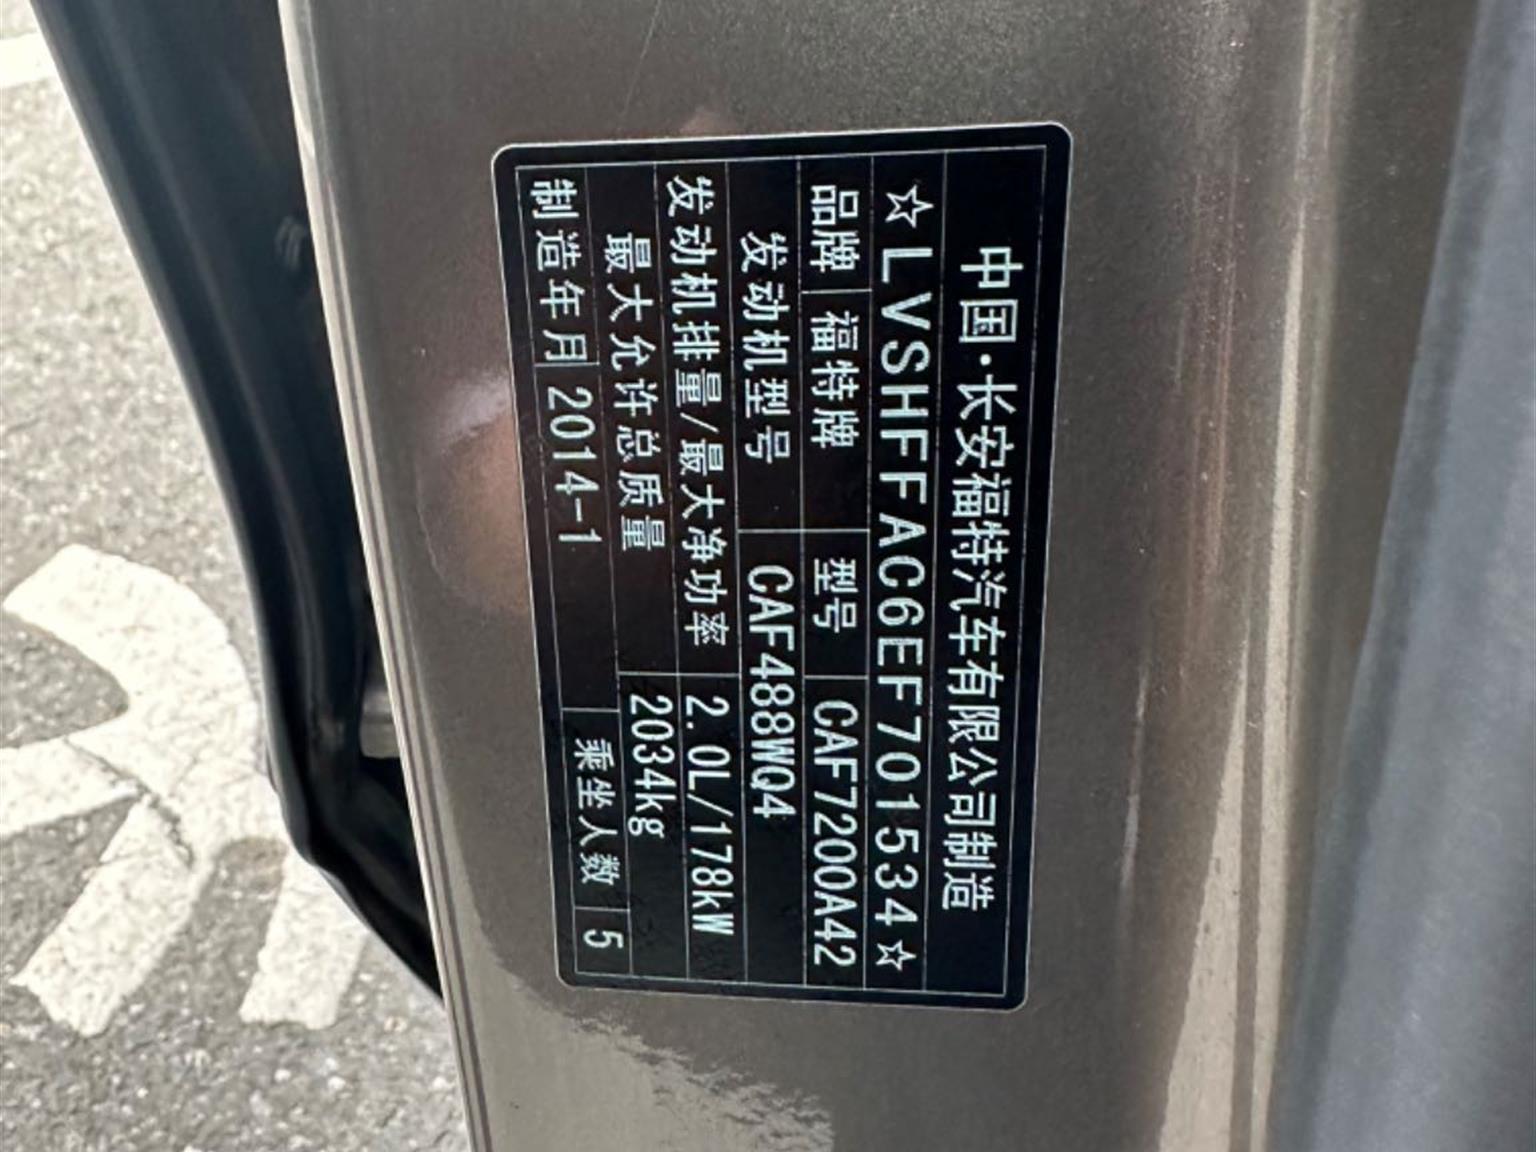 中国·长安福特汽车有限公司制造
☆LVSHFFAC6EF701534☆
品牌 福特牌 型号 CAF7200A42
发动机型号 CAF488WQ4
发动机排量/最大净功率 2.0L/178kW
最大允许总质量 2034kg
制造年月 2014-1 乘坐人数 5